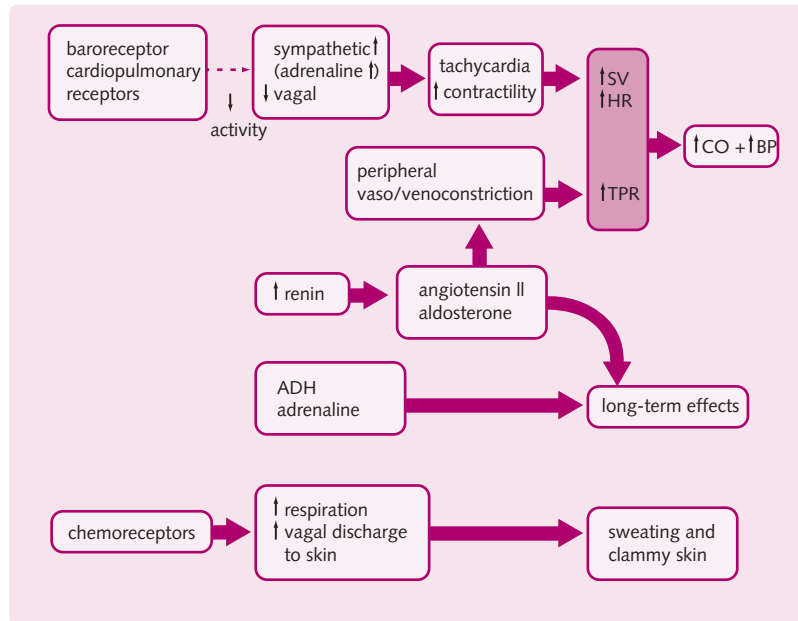 baroreceptor
cardiopulmonary
receptors
↓
activity
sympathetic↑
(adrenaline ↑)
↓ vagal
tachycardia
↑ contractility
↑SV
↑HR
↑TPR
↑CO +↑BP
peripheral
vaso/venoconstriction
↑ renin
angiotensin II
aldosterone
ADH
adrenaline
long-term effects
chemoreceptors
↑ respiration
↑ vagal discharge
to skin
sweating and
clammy skin